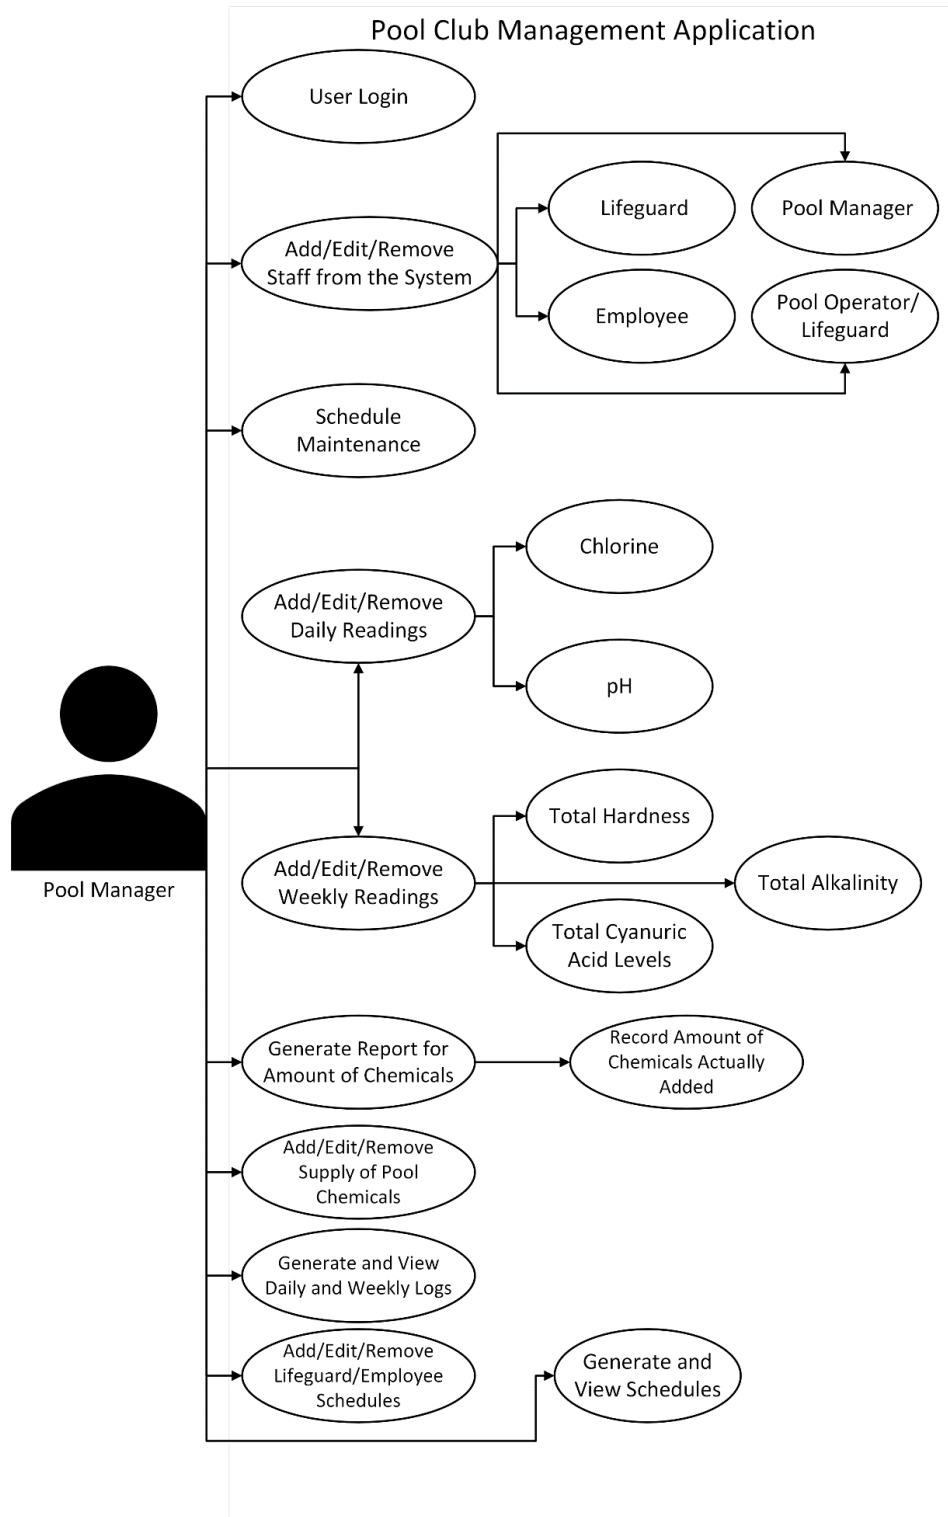 Pool Club Management Application
User Login
Add/Edit/Remove
Staff from the System
Lifeguard
Pool Manager
Employee
Pool Operator/
Lifeguard
Schedule
Maintenance
Add/Edit/Remove
Daily Readings
Chlorine
pH
Pool Manager
Add/Edit/Remove
Weekly Readings
Total Hardness
Total Alkalinity
Total Cyanuric
Acid Levels
Generate Report for
Amount of Chemicals
Record Amount of
Chemicals Actually
Added
Add/Edit/Remove
Supply of Pool
Chemicals
Generate and View
Daily and Weekly Logs
Add/Edit/Remove
Lifeguard/Employee
Schedules
Generate and
View Schedules